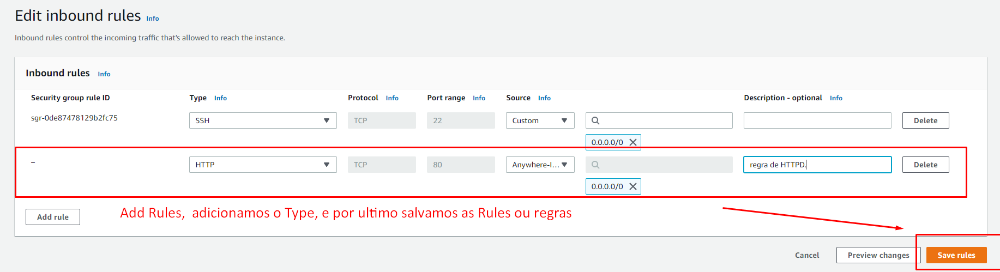 Edit inbound rules Info
Inbound rules control the incoming traffic that's allowed to reach the instance.
Inbound rules Info
Security group rule ID Type Info Protocol Info Port range Info Source Info Description - optional Info
sgr-0de87478129b2fc75 SSH TCP 22 Custom Delete
0.0.0.0/0
– HTTP TCP 80 Anywhere-I... regra de HTTPD. Delete
0.0.0.0/0
Add rule Add Rules, adicionamos o Type, e por ultimo salvamos as Rules ou regras
Cancel Preview changes Save rules